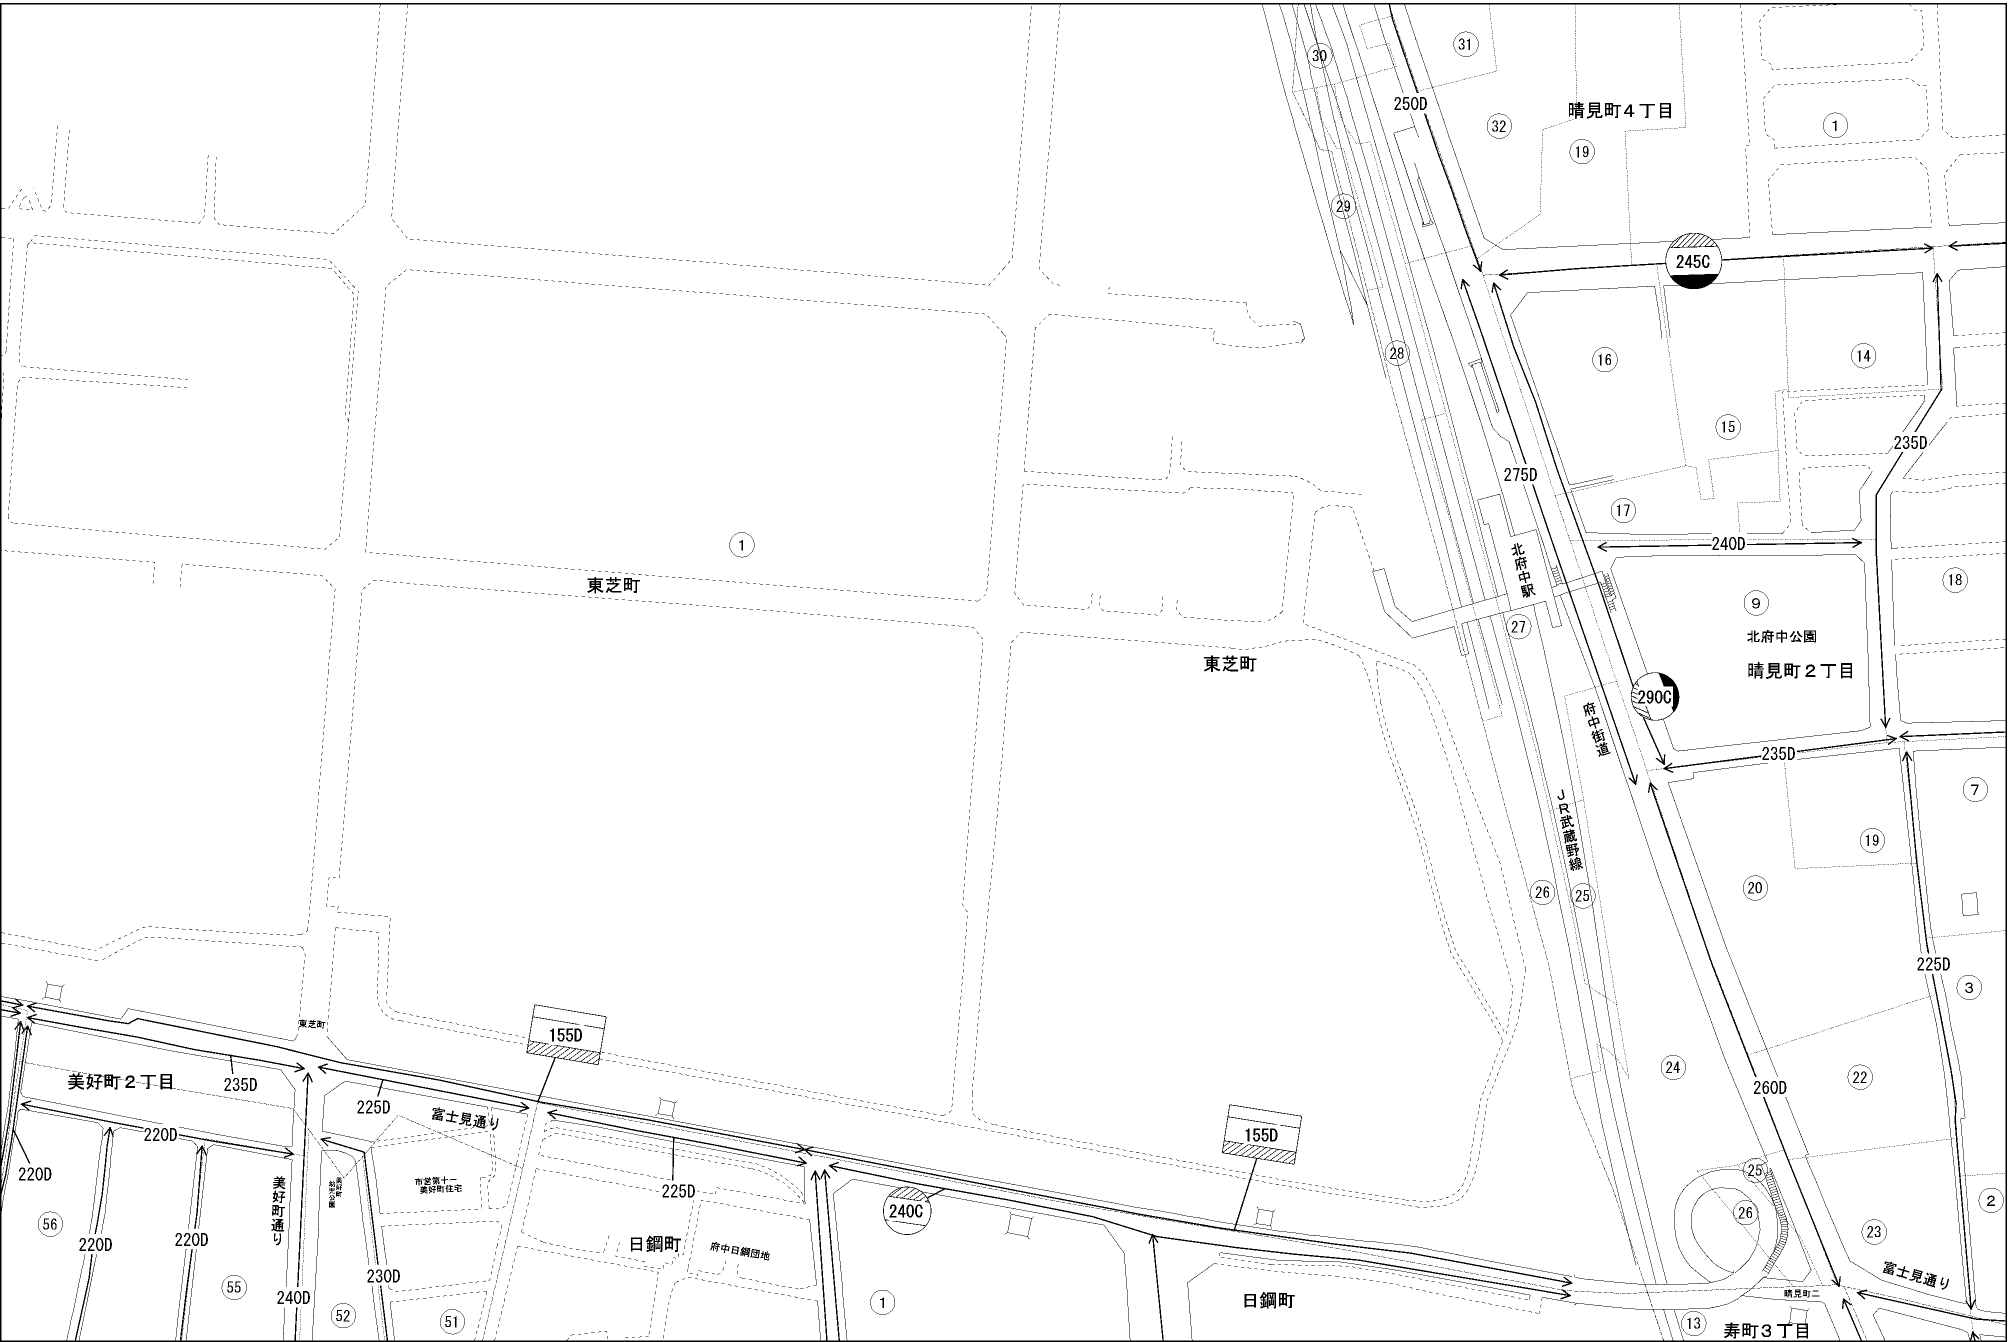 30
31
250D
32
晴見町4丁目
19
1
29
245C
28
16
14
15
235D
275D
17
240D
1
東芝町
北府中駅
18
9
27
北府中公園
東芝町
晴見町2丁目
290C
府中街道
235D
7
JR武蔵野線
19
26
25
20
225D
3
東芝町
155D
24
22
美好町2丁目
235D
225D
富士見通り
260D
220D
155D
220D
美好町通り
美好町
幼児公園
市営第十一
美好町住宅
225D
25
2
56
240C
26
23
220D
220D
日鋼町
府中日鋼団地
55
240D
230D
富士見通り
52
51
1
日鋼町
晴見町二
13
寿町3丁目